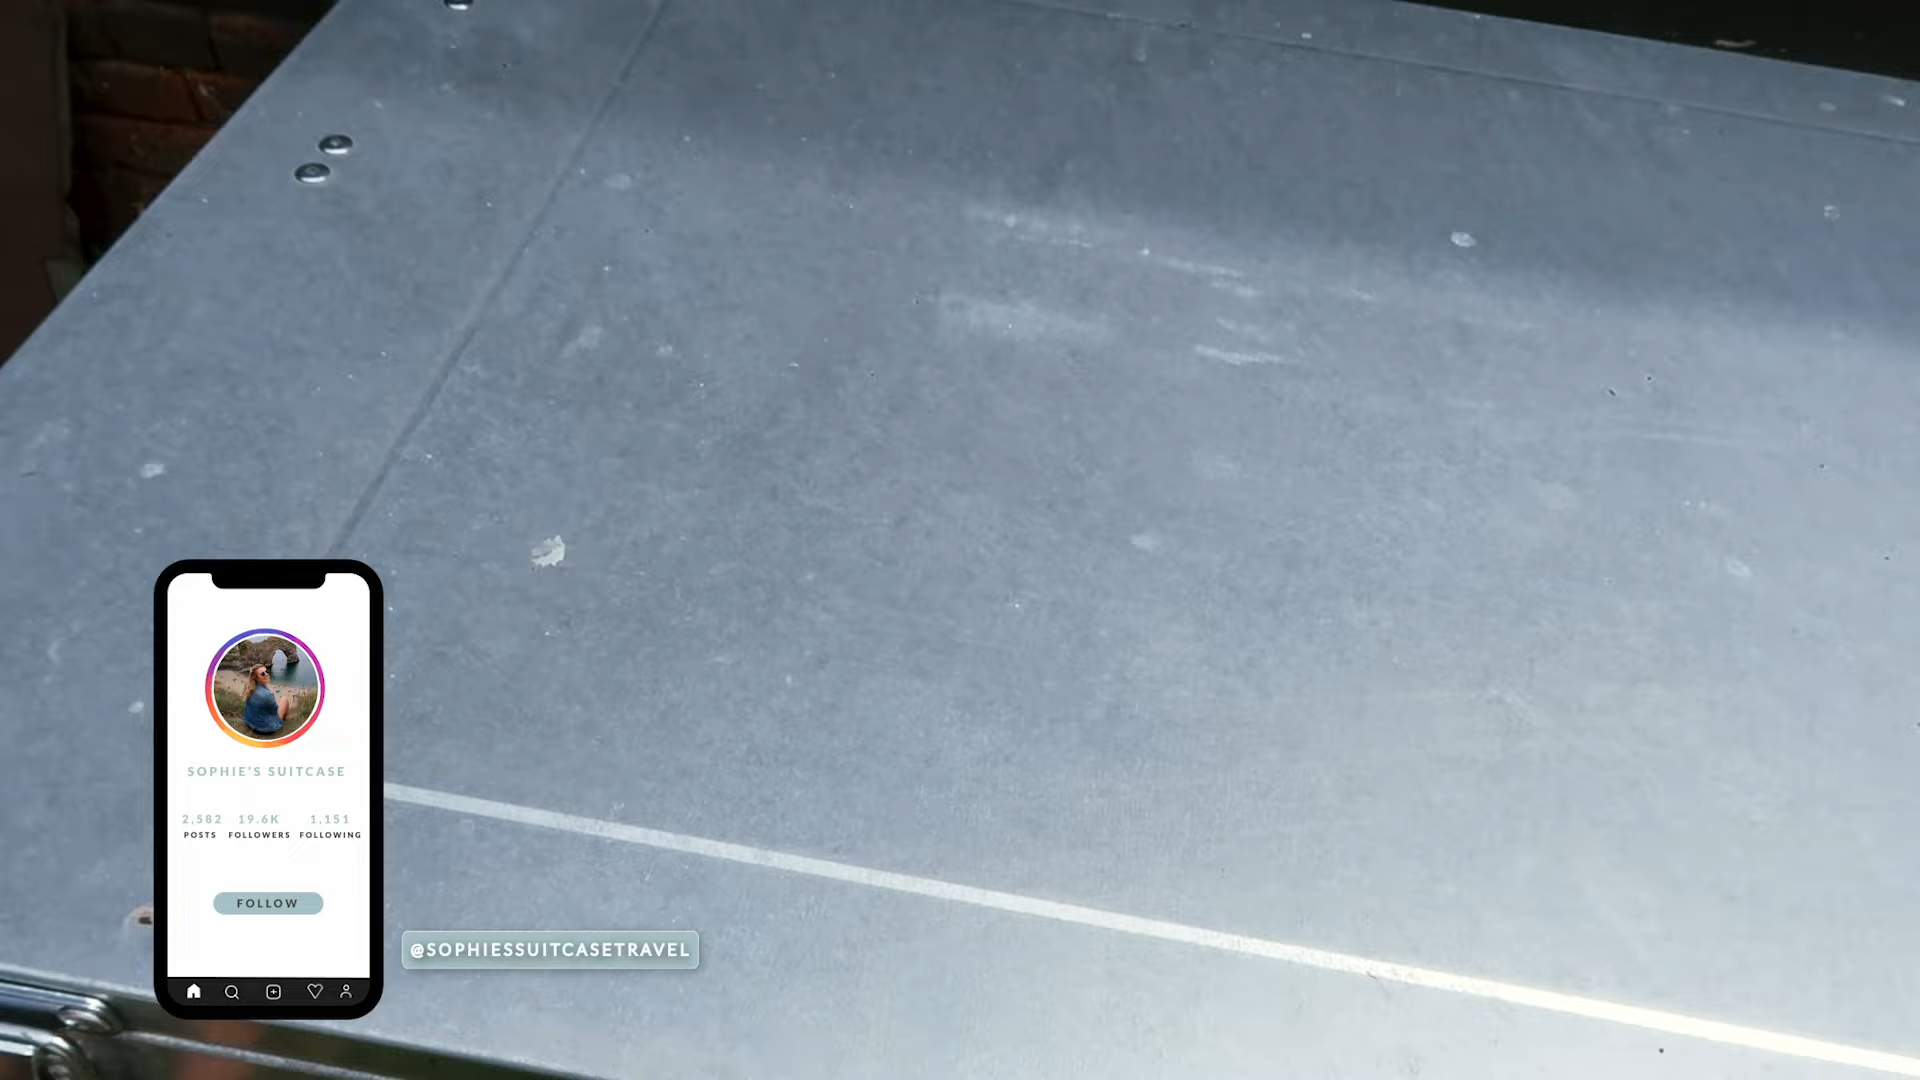 SOPHIE'S SUITCASE
2,582 19.6K 1,151
POSTS FOLLOWERS FOLLOWING
FOLLOW
@SOPHIESSUITCASETRAVEL